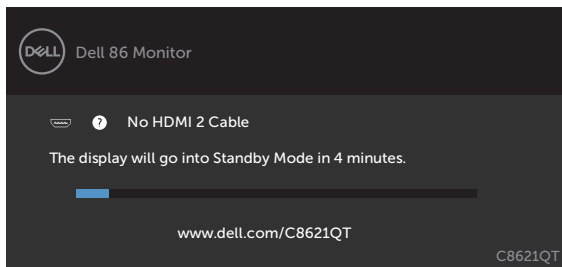 DELL
Dell 86 Monitor
? No HDMI 2 Cable
The display will go into Standby Mode in 4 minutes.
www.dell.com/C8621QT
C8621QT